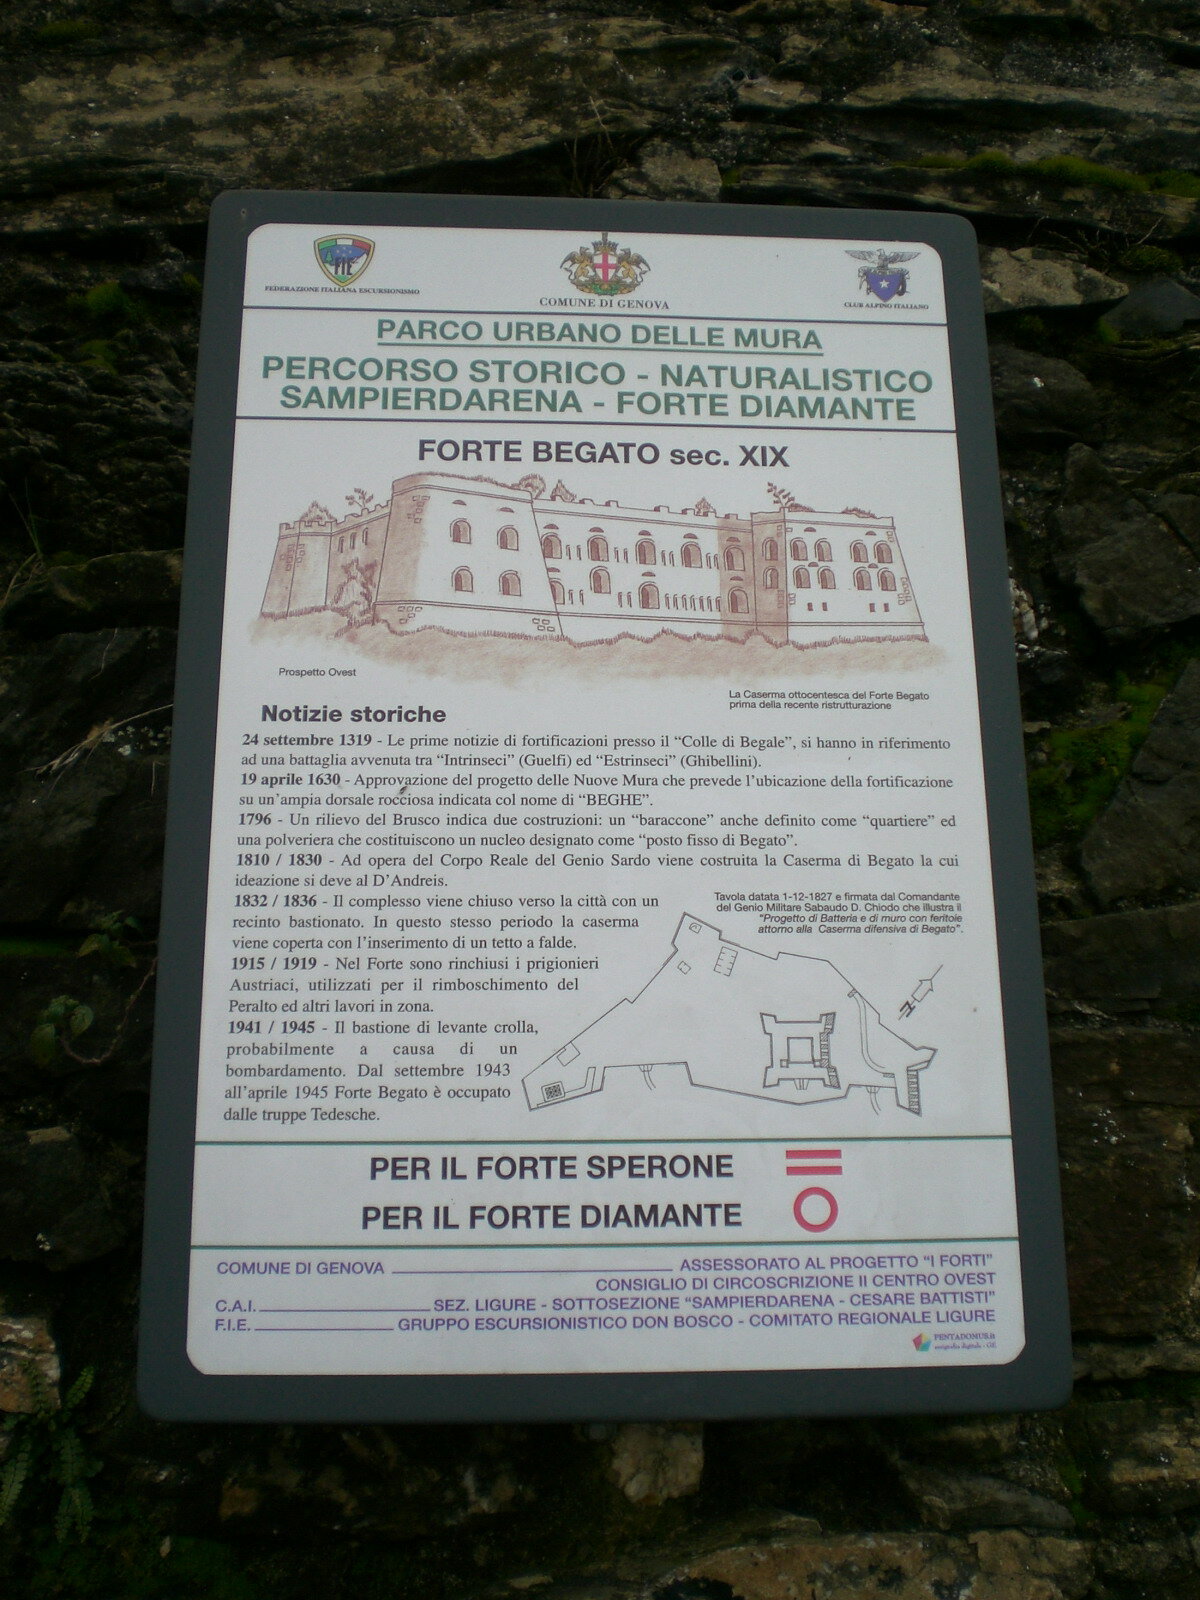 FIE
FEDERAZIONE ITALIANA ESCURSIONISMO
COMUNE DI GENOVA
CLUB ALPINO ITALIANO
PARCO URBANO DELLE MURA
PERCORSO STORICO - NATURALISTICO
SAMPIERDARENA - FORTE DIAMANTE
FORTE BEGATO sec. XIX
Prospetto Ovest
La Caserma ottocentesca del Forte Begato
prima della recente ristrutturazione
Notizie storiche
24 settembre 1319 - Le prime notizie di fortificazioni presso il “Colle di Begale”, si hanno in riferimento
ad una battaglia avvenuta tra “Intrinseci” (Guelfi) ed “Estrinseci” (Ghibellini).
19 aprile 1630 - Approvazione del progetto delle Nuove Mura che prevede l’ubicazione della fortificazione
su un’ampia dorsale rocciosa indicata col nome di “BEGHE”.
1796 - Un rilievo del Brusco indica due costruzioni: un “baraccone” anche definito come “quartiere” ed
una polveriera che costituiscono un nucleo designato come “posto fisso di Begato”.
1810 / 1830 - Ad opera del Corpo Reale del Genio Sardo viene costruita la Caserma di Begato la cui
ideazione si deve al D’Andreis.
1832 / 1836 - Il complesso viene chiuso verso la città con un
recinto bastionato. In questo stesso periodo la caserma
viene coperta con l’inserimento di un tetto a falde.
1915 / 1919 - Nel Forte sono rinchiusi i prigionieri
Austriaci, utilizzati per il rimboschimento del
Peralto ed altri lavori in zona.
1941 / 1945 - Il bastione di levante crolla,
probabilmente a causa di un
bombardamento. Dal settembre 1943
all’aprile 1945 Forte Begato è occupato
dalle truppe Tedesche.
Tavola datata 1-12-1827 e firmata dal Comandante
del Genio Militare Sabaudo D. Chiodo che illustra il
“Progetto di Batteria e di muro con feritoie
attorno alla Caserma difensiva di Begato”.
N
PER IL FORTE SPERONE
PER IL FORTE DIAMANTE
COMUNE DI GENOVA ASSESSORATO AL PROGETTO “I FORTI”
CONSIGLIO DI CIRCOSCRIZIONE II CENTRO OVEST
C.A.I. SEZ. LIGURE - SOTTOSEZIONE “SAMPIERDARENA - CESARE BATTISTI”
F.I.E. GRUPPO ESCURSIONISTICO DON BOSCO - COMITATO REGIONALE LIGURE
PENTADOMUS.it
serigrafia digitale - GE